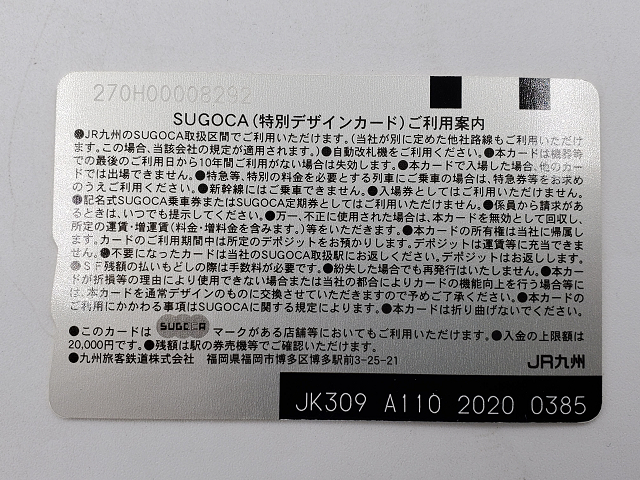 270H00008292
SUGOCA(特別デザインカード)ご利用案内
●JR九州のSUGOCA取扱区間でご利用いただけます。(当社が別に定めた他社路線もご利用いただけ
ます。この場合、当該会社の規定が適用されます。)●自動改札機をご利用ください。●本カードは機器等
での最後のご利用日から10年間ご利用がない場合は失効します。●本カードで入場した場合、他のカー
ドでは出場できません。●特急等、特別の料金を必要とする列車にご乗車の場合は、特急券等をお求め
のうえご利用ください。●新幹線にはご乗車できません。●入場券としてはご利用いただけません。
●記名式SUGOCA乗車券またはSUGOCA定期券としてはご利用いただけません。●係員から請求があ
るときは、いつでも提示してください。●万一、不正に使用された場合は、本カードを無効として回収し、
所定の運賃・増運賃(料金・増料金を含みます。)等をいただきます。●本カードの所有権は当社に帰属し
ます。カードのご利用期間中は所定のデポジットをお預かりします。デポジットは運賃等に充当できま
せん。●不要になったカードは当社のSUGOCA取扱駅にお返しください。デポジットはお返しします。
●SF残額の払いもどしの際は手数料が必要です。●紛失した場合でも再発行はいたしません。●本カー
ドが折損等の理由により使用できない場合または当社の都合によりカードの機能向上を行う場合等に
は、本カードを通常デザインのものに交換させていただきますので予めご了承ください。●本カードのご
利用にかかわる事項はSUGOCAに関する規定によります。●本カードは折り曲げないでください。
●このカードは SUGOCA マークがある店舗等においてもご利用いただけます。●入金の上限額は
20,000円です。●残額は駅の券売機等でご確認いただけます。
●九州旅客鉄道株式会社 福岡県福岡市博多区博多駅前3-25-21
JR九州
JK309 A110 2020 0385